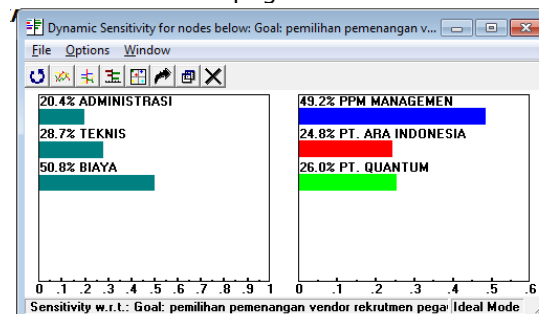 Dynamic Sensitivity for nodes below: Goal: pemilihan pemenangan v...
File Options Window
20.4% ADMINISTRASI
28.7% TEKNIS
50.8% BIAYA
0 .1 .2 .3 .4 .5 .6 .7 .8 .9 1
49.2% PPM MANAGEMEN
24.8% PT. ARA INDONESIA
26.0% PT. QUANTUM
0 .1 .2 .3 .4 .5 .6
Sensitivity w.r.t.: Goal: pemilihan pemenangan vendor rekrutmen pega Ideal Mode